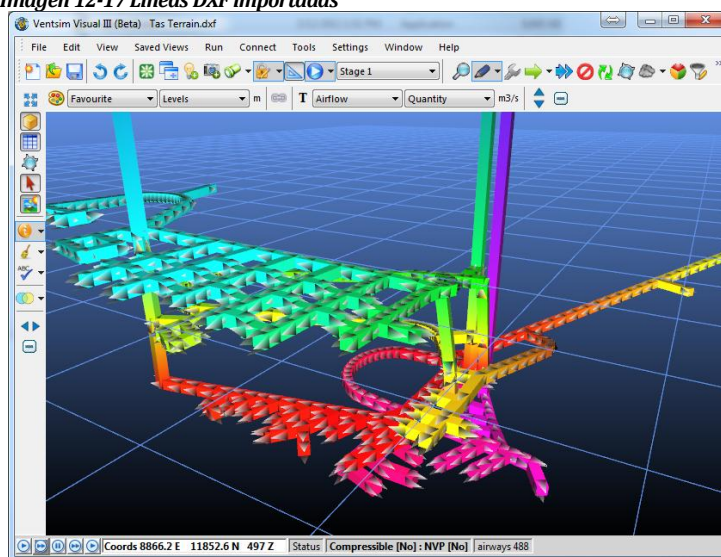 Imagen 12-17 Líneas DXF importadas
Ventsim Visual III (Beta) Tas Terrain.dxf
File Edit View Saved Views Run Connect Tools Settings Window Help
Stage 1
Favourite Levels m T Airflow Quantity m3/s
ABC
Coords 8866.2 E 11852.6 N 497 Z Status Compressible [No] : NVP [No] airways 488